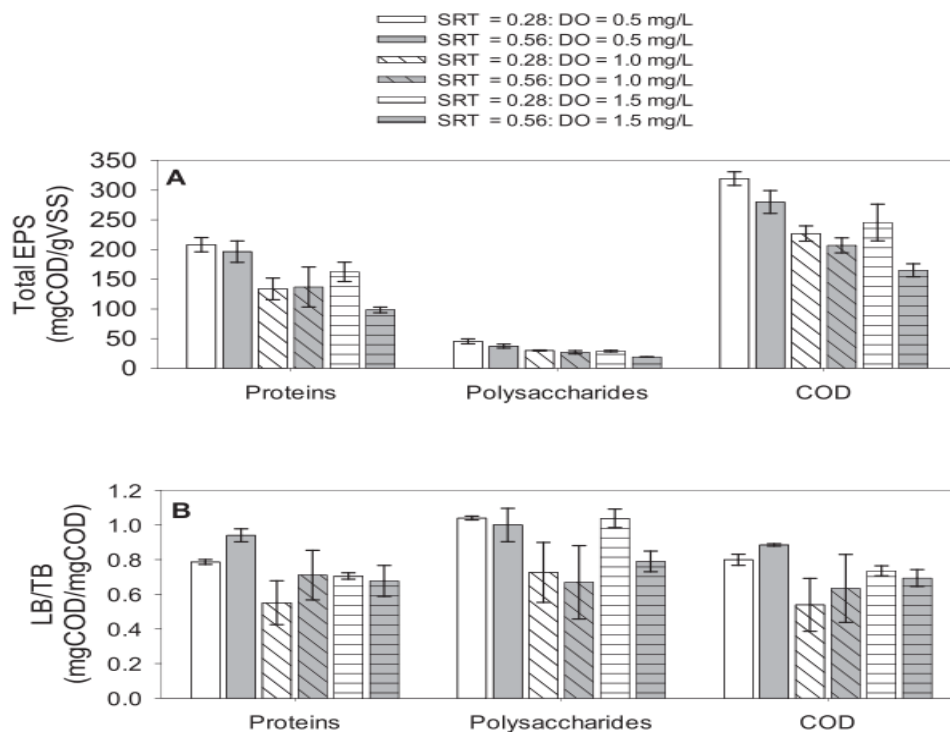 SRT = 0.28: DO = 0.5 mg/L
SRT = 0.56: DO = 0.5 mg/L
SRT = 0.28: DO = 1.0 mg/L
SRT = 0.56: DO = 1.0 mg/L
SRT = 0.28: DO = 1.5 mg/L
SRT = 0.56: DO = 1.5 mg/L
A
Total EPS
(mgCOD/gVSS)
350
300
250
200
150
100
50
0
Proteins Polysaccharides COD
B
LB/TB
(mgCOD/mgCOD)
1.2
1.0
0.8
0.6
0.4
0.2
0.0
Proteins Polysaccharides COD